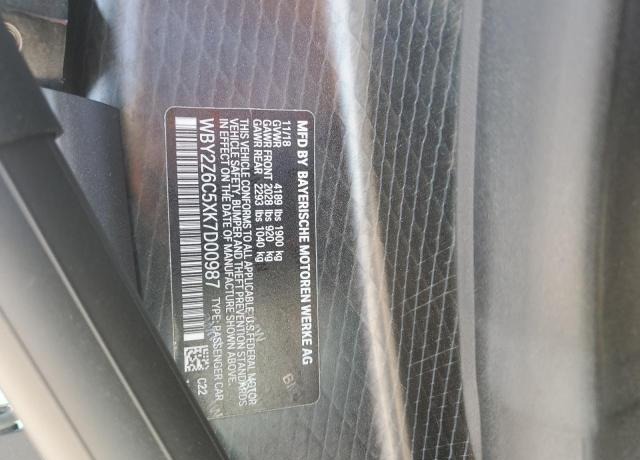 MFD BY BAYERISCHE MOTOREN WERKE AG
11/18
GVWR 4189 lbs 1900 kg
GAWR FRONT 2028 lbs 920 kg
GAWR REAR 2293 lbs 1040 kg
THIS VEHICLE CONFORMS TO ALL APPLICABLE U.S. FEDERAL MOTOR
VEHICLE SAFETY, BUMPER AND THEFT PREVENTION STANDARDS
IN EFFECT ON THE DATE OF MANUFACTURE SHOWN ABOVE.
WBY2Z6C5XK7D00987 TYPE: PASSENGER CAR
C22